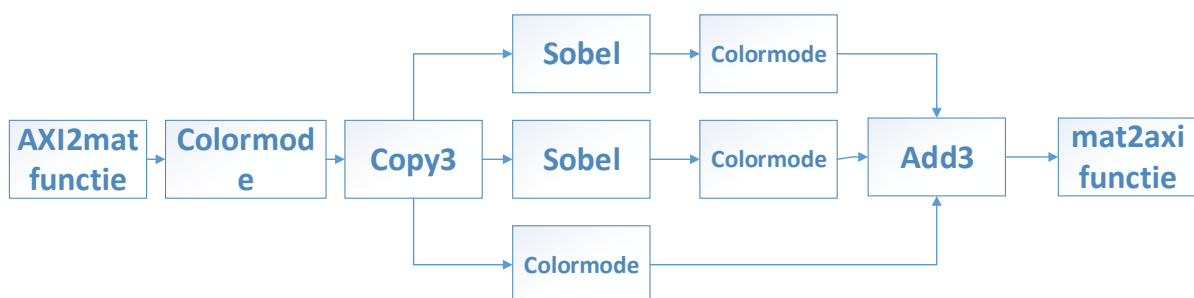 Sobel
Colormode
AXI2mat
functie
Colormod
e
Copy3
Sobel
Colormode
Add3
mat2axi
functie
Colormode